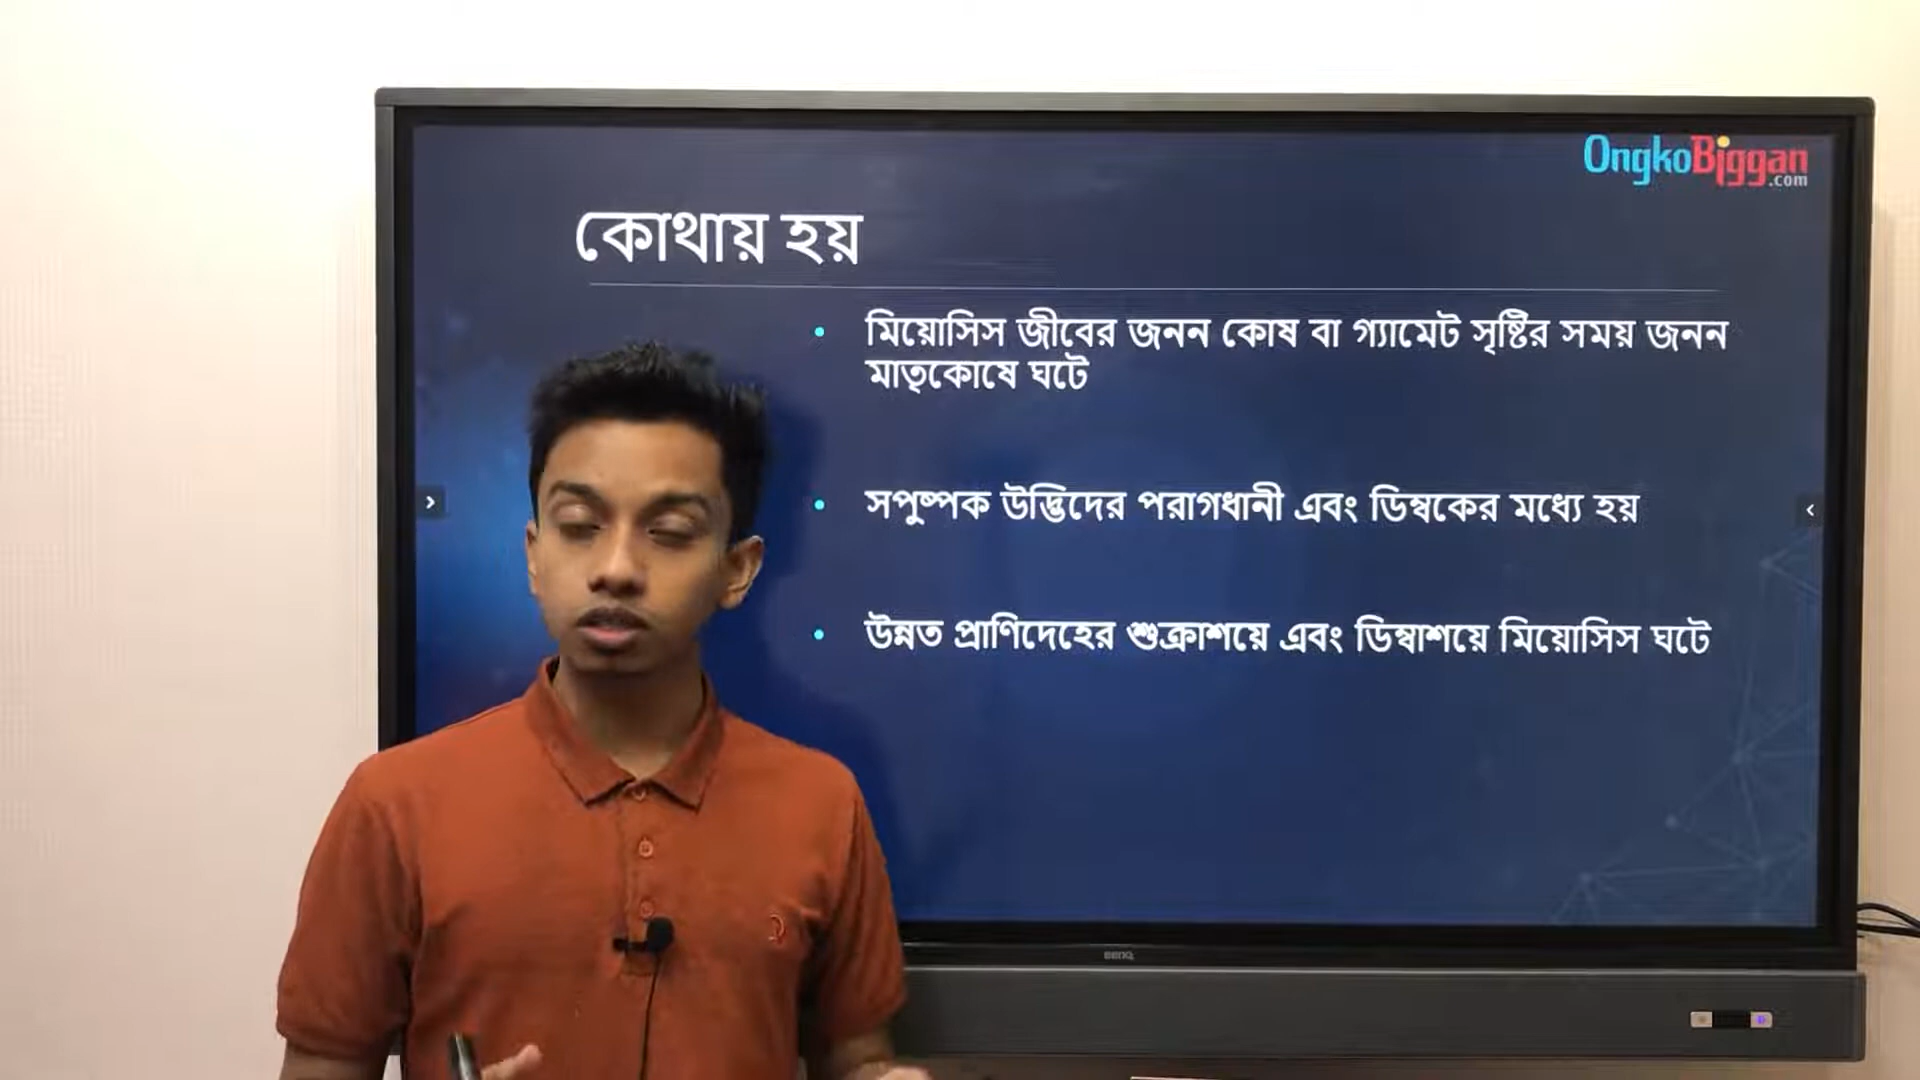 OngkoBiggan
.com
কোথায় হয়
• মিয়োসিস জীবের জনন কোষ বা গ্যামেট সৃষ্টির সময় জনন
মাতৃকোষে ঘটে
• সপুষ্পক উদ্ভিদের পরাগধানী এবং ডিম্বকের মধ্যে হয়
• উন্নত প্রাণিদেহের শুক্রাশয়ে এবং ডিম্বাশয়ে মিয়োসিস ঘটে
BenQ